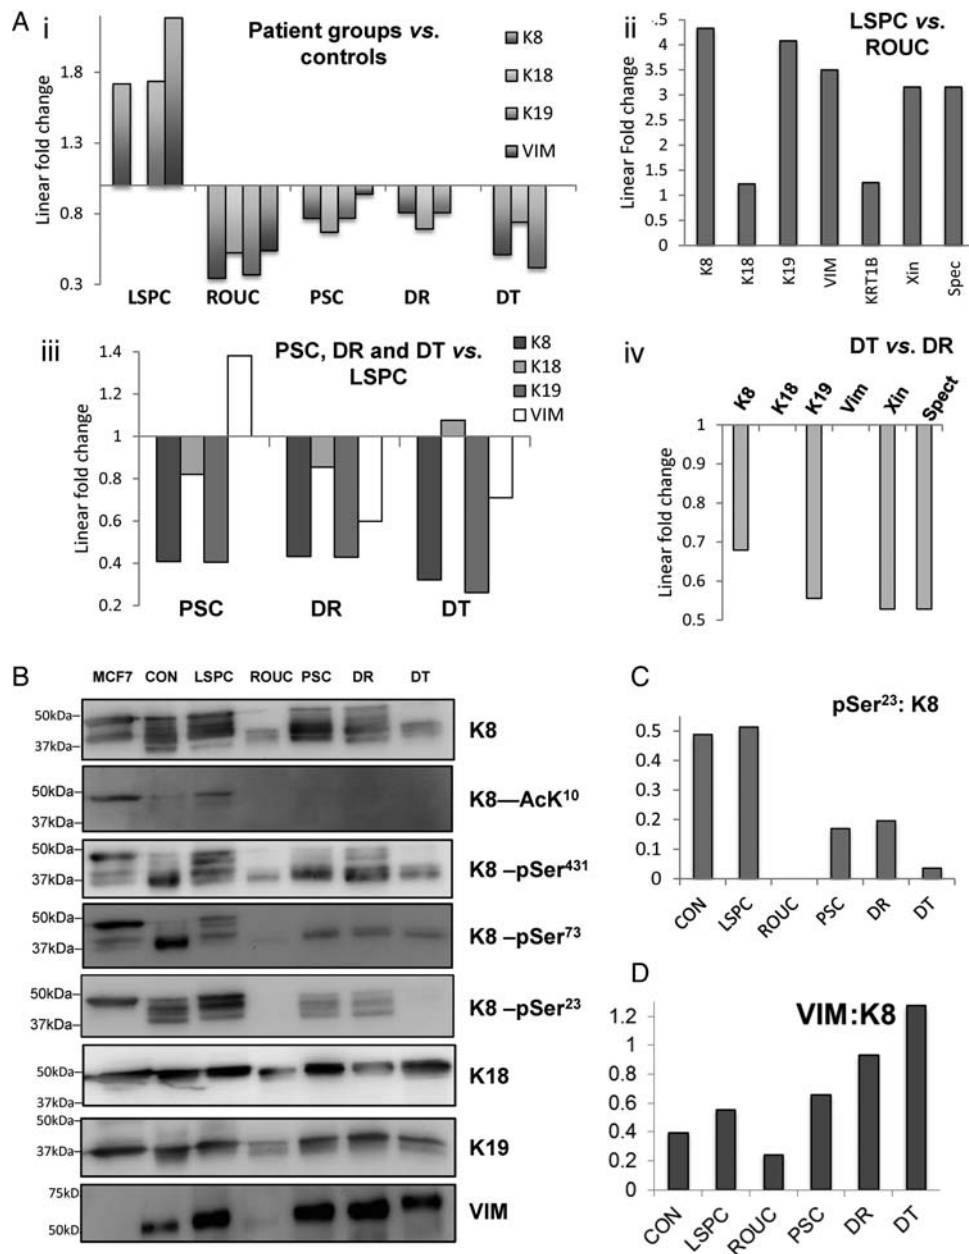 A
i
Patient groups vs.
controls
K8
K18
K19
VIM
Linear fold change
1.8
1.3
0.8
0.3
LSPC ROUC PSC DR DT
ii
LSPC vs.
ROUC
Linear Fold change
5
4.5
4
3.5
3
2.5
2
1.5
1
.5
0
K8 K18 K19 VIM KRT1B Xin Spec
iii
PSC, DR and DT vs.
LSPC
K8
K18
K19
VIM
Linear fold change
1.4
1.2
1
0.8
0.6
0.4
0.2
PSC DR DT
iv
DT vs. DR
K8 K18 K19 Vim Xin Spect
Linear fold change
1
0.9
0.8
0.7
0.6
0.5
B
MCF7 CON LSPC ROUC PSC DR DT
50kDa
37kDa
K8
50kDa
37kDa
K8—AcK10
50kDa
37kDa
K8 –pSer431
50kDa
37kDa
K8 –pSer73
50kDa
37kDa
K8 –pSer23
50kDa
37kDa
K18
50kDa
37kDa
K19
75kD
50kD
VIM
C
pSer23: K8
0.5
0.4
0.3
0.2
0.1
0
CON LSPC ROUC PSC DR DT
D
VIM:K8
1.2
1
0.8
0.6
0.4
0.2
0
CON LSPC ROUC PSC DR DT